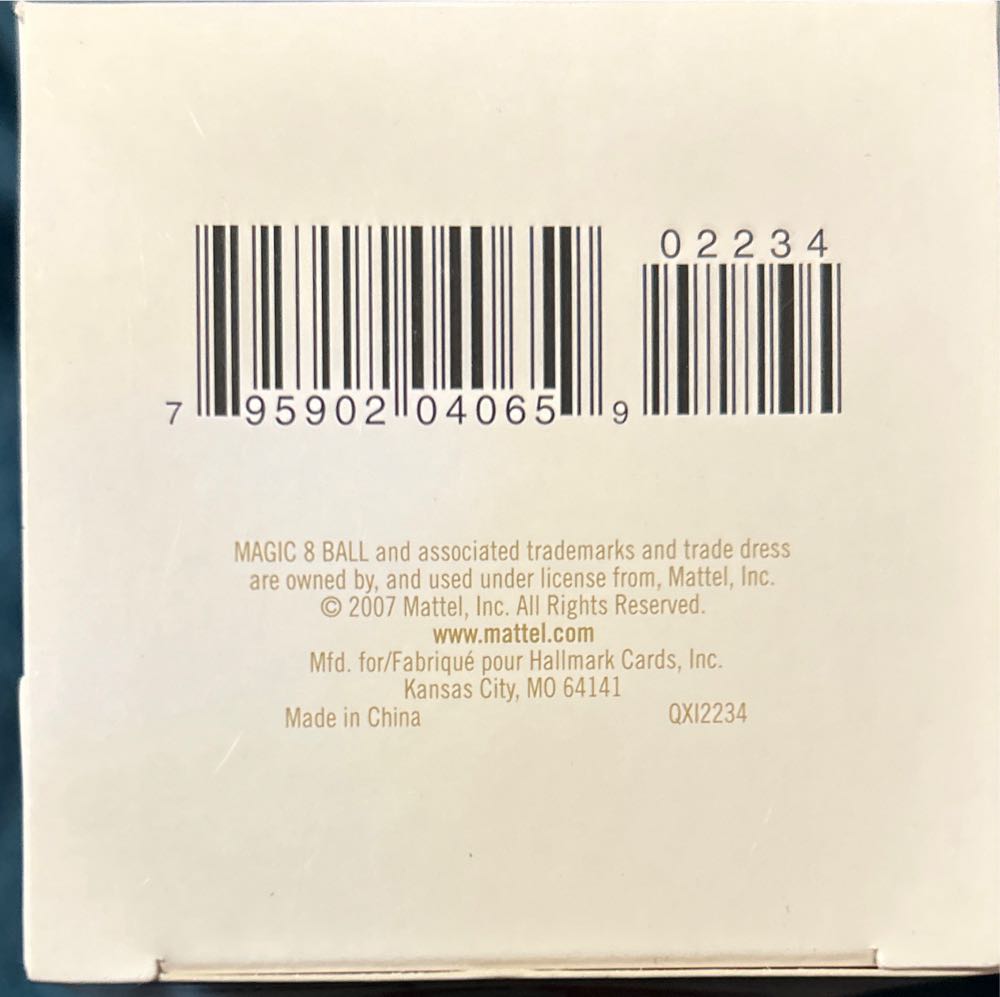 02234
7 95902 04065 9
MAGIC 8 BALL and associated trademarks and trade dress
are owned by, and used under license from, Mattel, Inc.
© 2007 Mattel, Inc. All Rights Reserved.
www.mattel.com
Mfd. for/Fabriqué pour Hallmark Cards, Inc.
Kansas City, MO 64141
Made in China QXI2234